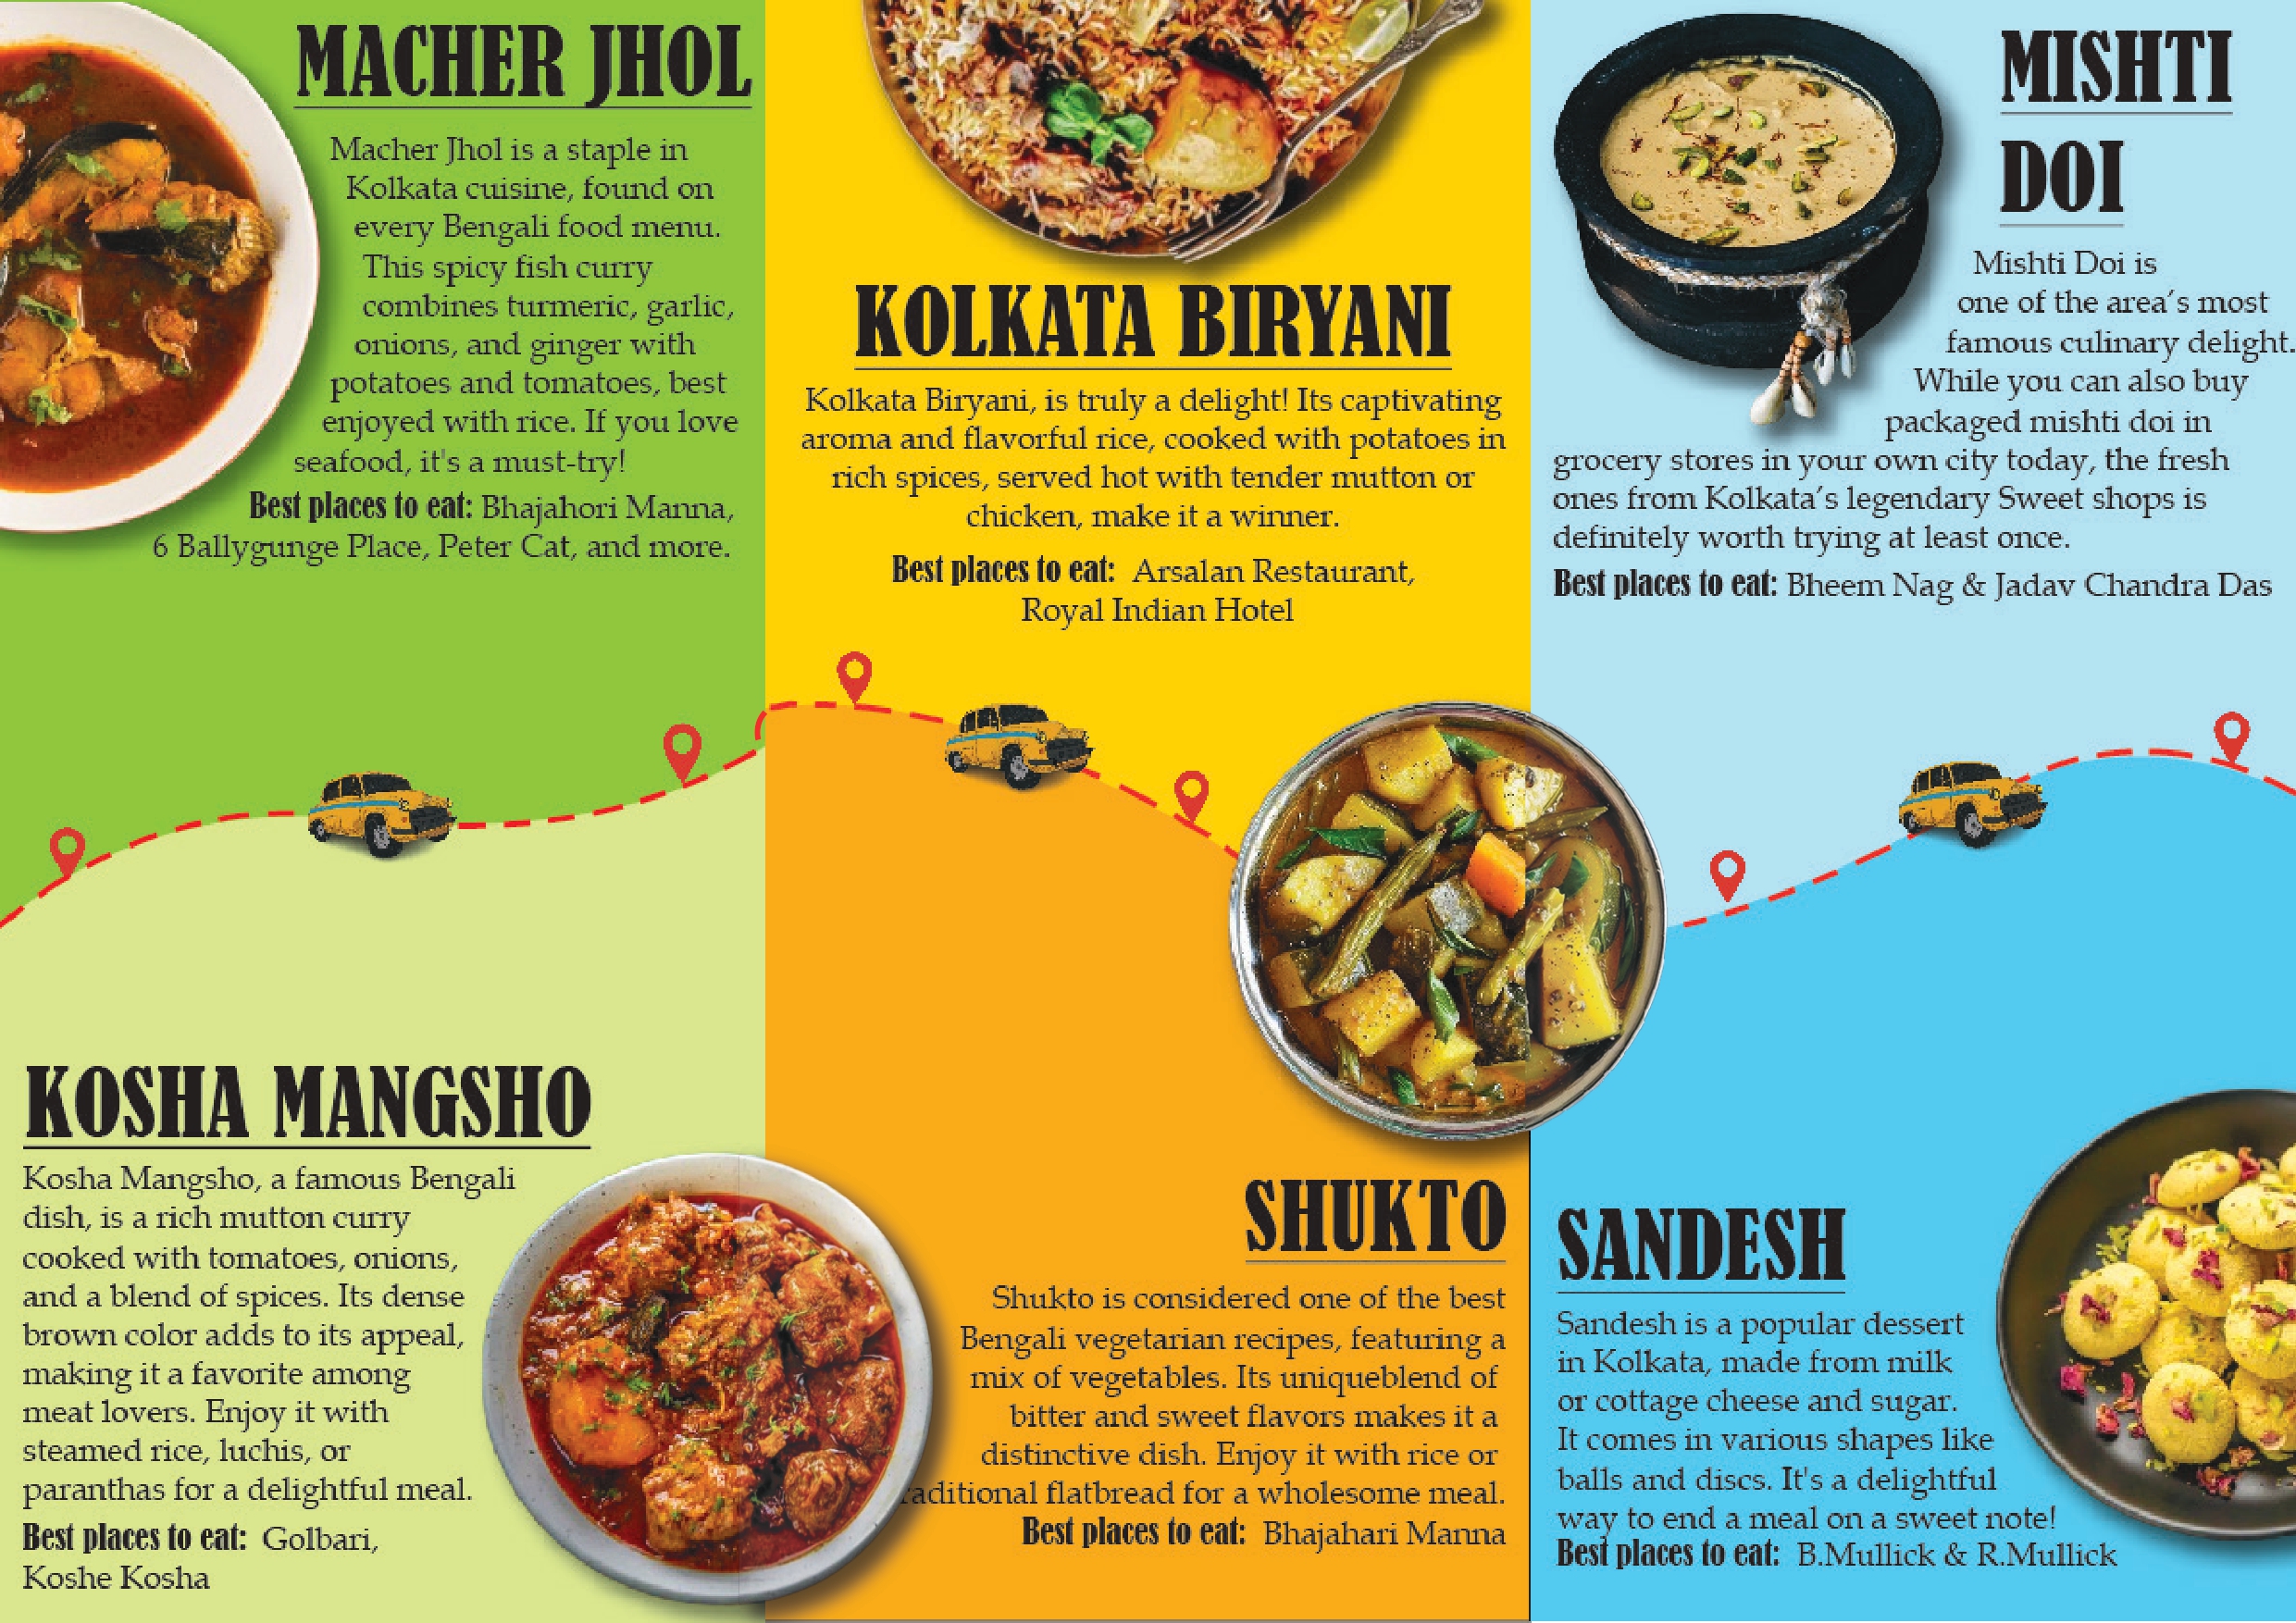 MACHER JHOL
Macher Jhol is a staple in
Kolkata cuisine, found on
every Bengali food menu.
This spicy fish curry
combines turmeric, garlic,
onions, and ginger with
potatoes and tomatoes, best
enjoyed with rice. If you love
seafood, it's a must-try!
Best places to eat: Bhajahori Manna,
6 Ballygunge Place, Peter Cat, and more.
KOSHA MANGSHO
Kosha Mangsho, a famous Bengali
dish, is a rich mutton curry
cooked with tomatoes, onions,
and a blend of spices. Its dense
brown color adds to its appeal,
making it a favorite among
meat lovers. Enjoy it with
steamed rice, luchis, or
paranthas for a delightful meal.
Best places to eat: Golbari,
Koshe Kosha
KOLKATA BIRYANI
Kolkata Biryani, is truly a delight! Its captivating
aroma and flavorful rice, cooked with potatoes in
rich spices, served hot with tender mutton or
chicken, make it a winner.
Best places to eat: Arsalan Restaurant,
Royal Indian Hotel
SHUKTO
Shukto is considered one of the best
Bengali vegetarian recipes, featuring a
mix of vegetables. Its uniqueblend of
bitter and sweet flavors makes it a
distinctive dish. Enjoy it with rice or
raditional flatbread for a wholesome meal.
Best places to eat: Bhajahari Manna
MISHTI
DOI
Mishti Doi is
one of the area's most
famous culinary delight.
While you can also buy
packaged mishti doi in
grocery stores in your own city today, the fresh
ones from Kolkata's legendary Sweet shops is
definitely worth trying at least once.
Best places to eat: Bheem Nag & Jadav Chandra Das
SANDESH
Sandesh is a popular dessert
in Kolkata, made from milk
or cottage cheese and sugar.
It comes in various shapes like
balls and discs. It's a delightful
way to end a meal on a sweet note!
Best places to eat: B.Mullick & R.Mullick